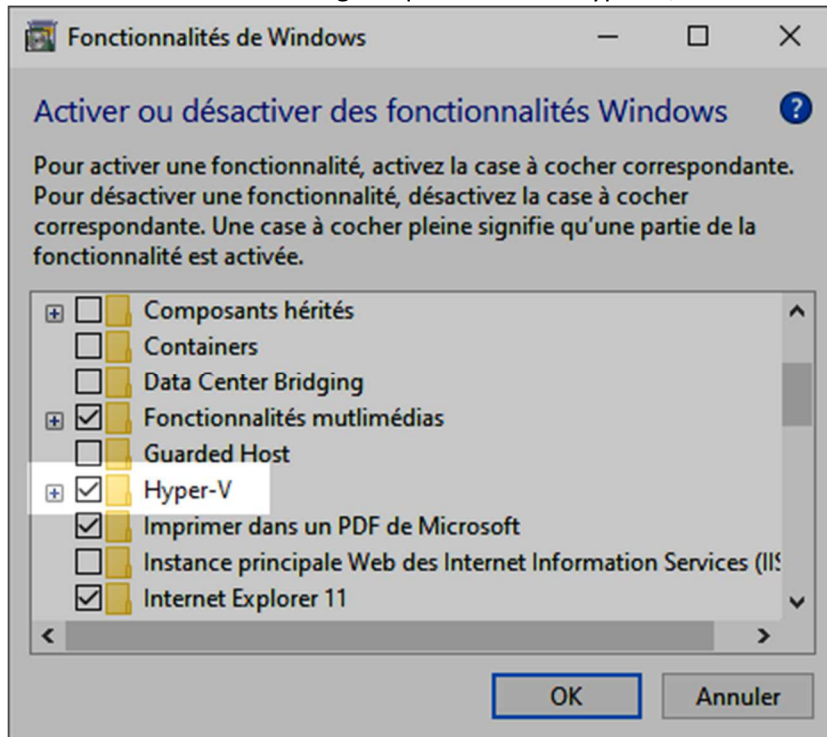 Fonctionnalités de Windows
Activer ou désactiver des fonctionnalités Windows
Pour activer une fonctionnalité, activez la case à cocher correspondante.
Pour désactiver une fonctionnalité, désactivez la case à cocher
correspondante. Une case à cocher pleine signifie qu'une partie de la
fonctionnalité est activée.
Composants hérités
Containers
Data Center Bridging
Fonctionnalités mutlimédias
Guarded Host
Hyper-V
Imprimer dans un PDF de Microsoft
Instance principale Web des Internet Information Services (IIS
Internet Explorer 11
OK
Annuler